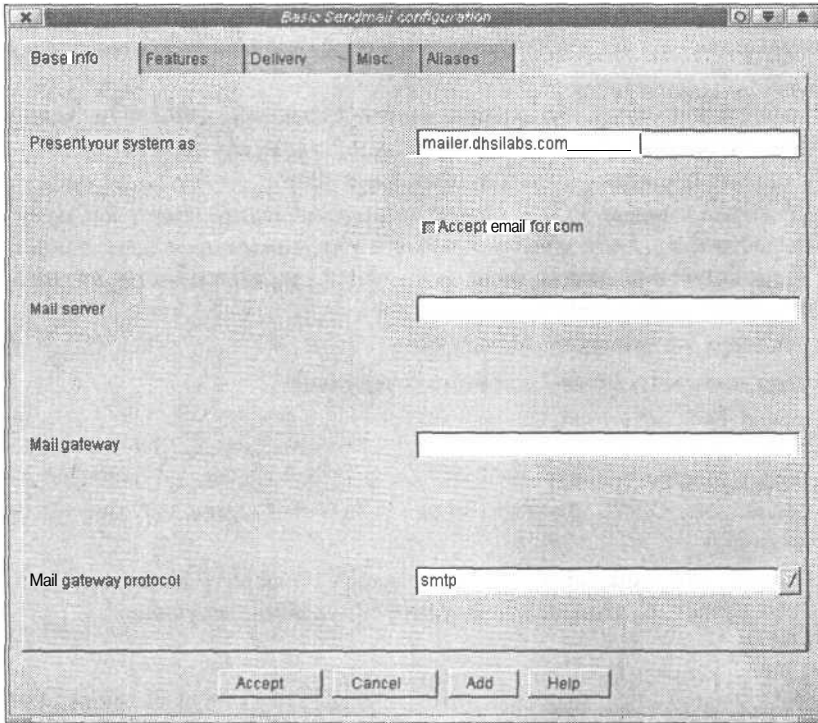 Basic Sendmail configuration
Base info Features Delivery Misc. Aliases
Present your system as mailer.dhsilabs.com
Accept email for com
Mail server
Mail gateway
Mail gateway protocol smtp
Accept Cancel Add Help